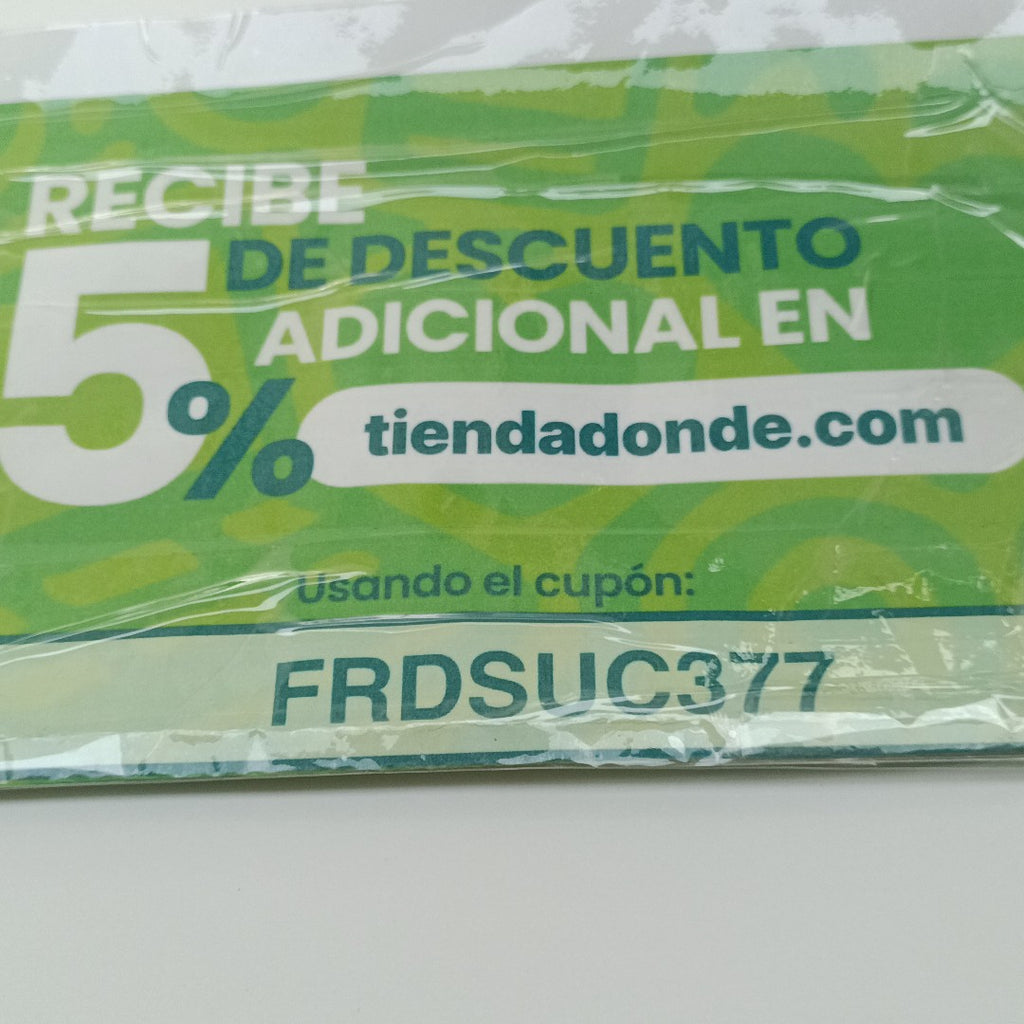 RECIBE
5% DE DESCUENTO
ADICIONAL EN
tiendadonde.com
Usando el cupón:
FRDSUC377